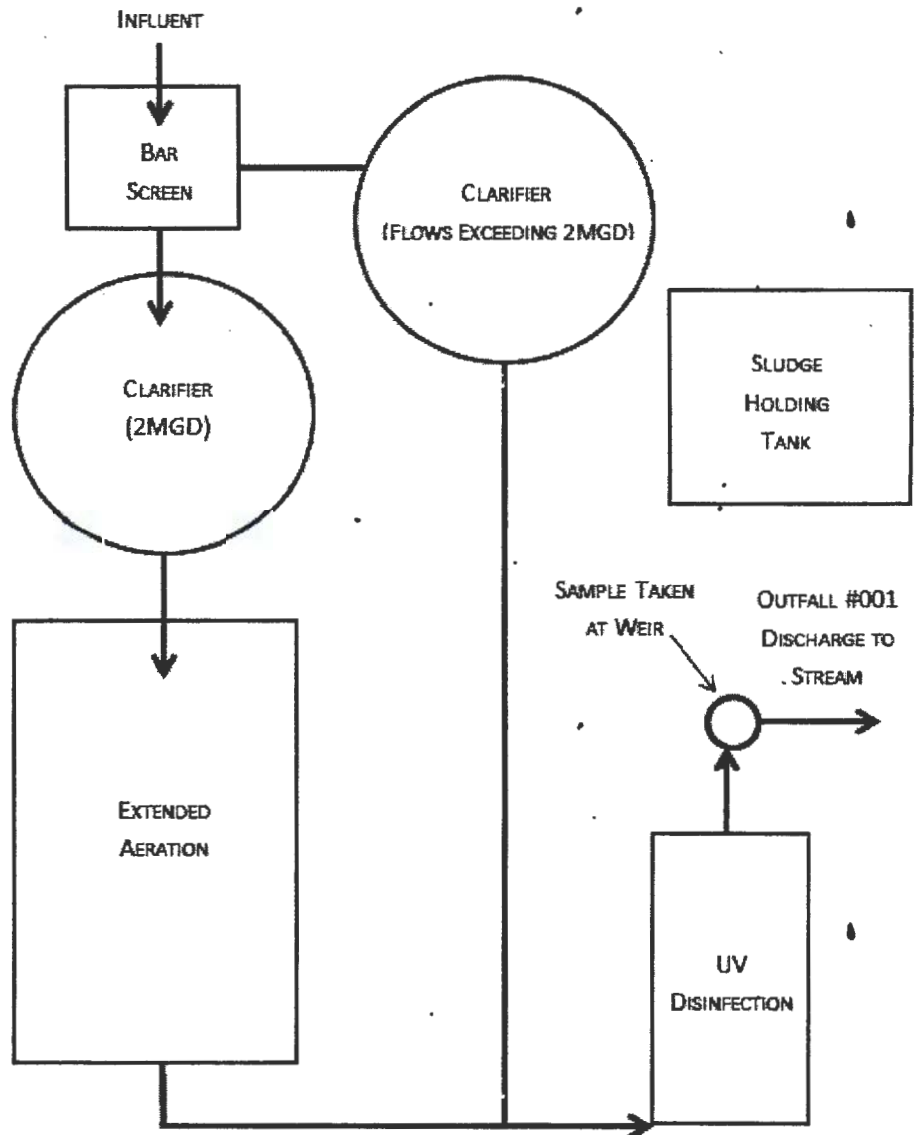 INFLUENT
BAR
SCREEN
CLARIFIER
(FLOWS EXCEEDING 2MGD)
CLARIFIER
(2MGD)
SLUDGE
HOLDING
TANK
SAMPLE TAKEN
AT WEIR
OUTFALL #001
DISCHARGE TO
STREAM
EXTENDED
AERATION
UV
DISINFECTION